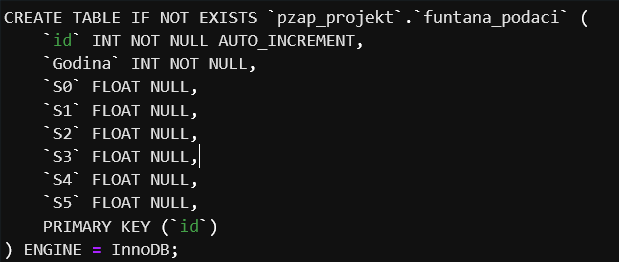 CREATE TABLE IF NOT EXISTS `pzap_projekt`.`funtana_podaci` (
    `id` INT NOT NULL AUTO_INCREMENT,
    `Godina` INT NOT NULL,
    `S0` FLOAT NULL,
    `S1` FLOAT NULL,
    `S2` FLOAT NULL,
    `S3` FLOAT NULL,
    `S4` FLOAT NULL,
    `S5` FLOAT NULL,
    PRIMARY KEY (`id`)
) ENGINE = InnoDB;